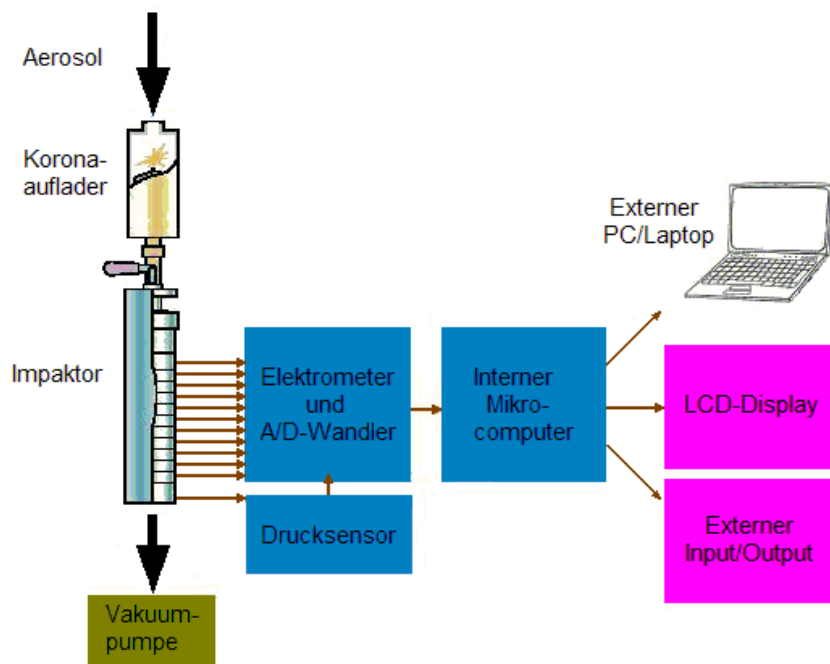 Aerosol
Korona-
auflader
Externer
PC/Laptop
Impaktor
Elektrometer
und
A/D-Wandler
Interner
Mikro-
computer
LCD-Display
Drucksensor
Externer
Input/Output
Vakuum-
pumpe